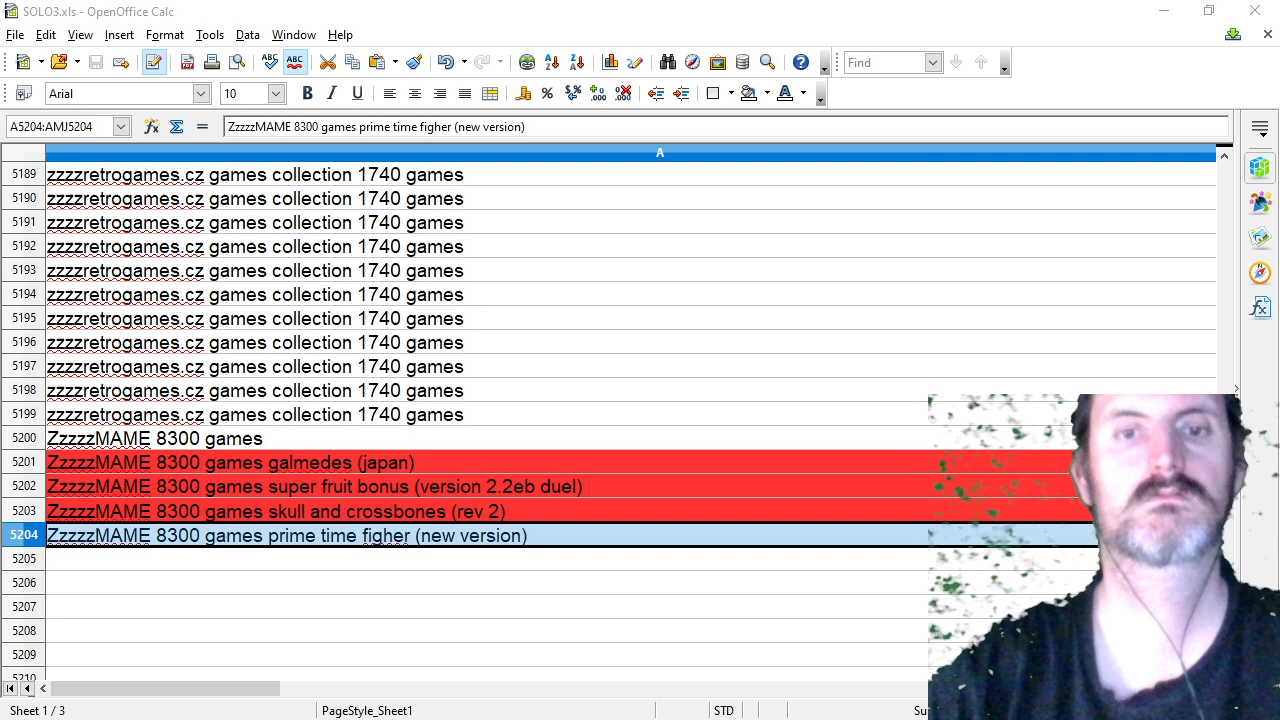 SOLO3.xls - OpenOffice Calc
File Edit View Insert Format Tools Data Window Help
Find
Arial 10
A5204:AMJ5204 ZzzzzMAME 8300 games prime time figher (new version)
A
5189 zzzzretrogames.cz games collection 1740 games
5190 zzzzretrogames.cz games collection 1740 games
5191 zzzzretrogames.cz games collection 1740 games
5192 zzzzretrogames.cz games collection 1740 games
5193 zzzzretrogames.cz games collection 1740 games
5194 zzzzretrogames.cz games collection 1740 games
5195 zzzzretrogames.cz games collection 1740 games
5196 zzzzretrogames.cz games collection 1740 games
5197 zzzzretrogames.cz games collection 1740 games
5198 zzzzretrogames.cz games collection 1740 games
5199 zzzzretrogames.cz games collection 1740 games
5200 ZzzzzMAME 8300 games
5201 ZzzzzMAME 8300 games galmedes (japan)
5202 ZzzzzMAME 8300 games super fruit bonus (version 2.2eb duel)
5203 ZzzzzMAME 8300 games skull and crossbones (rev 2)
5204 ZzzzzMAME 8300 games prime time figher (new version)
5205
5206
5207
5208
5209
5210
Sheet 1 / 3 PageStyle_Sheet1 STD